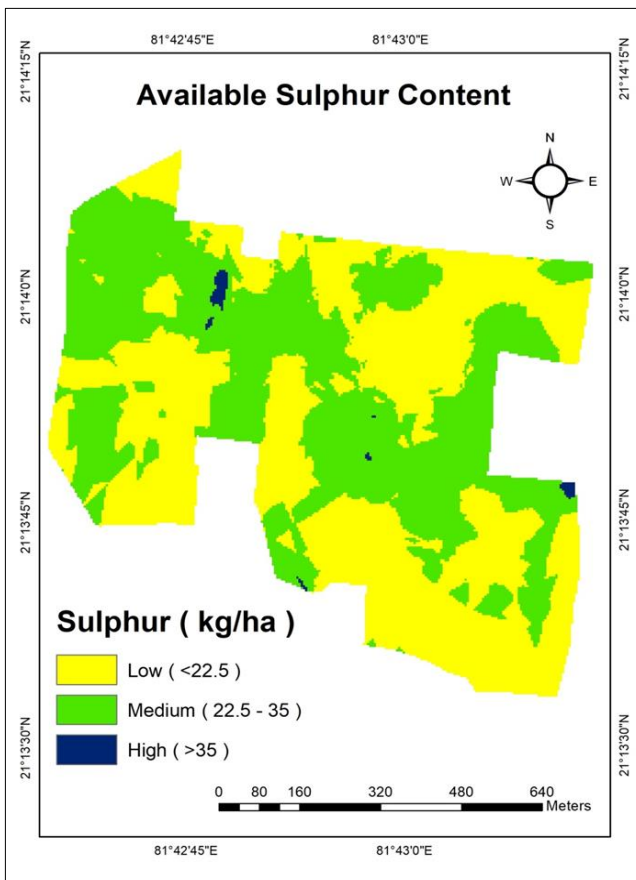 81°42'45"E
81°43'0"E
21°14'15"N
21°14'15"N
Available Sulphur Content
N
W
E
S
21°14'0"N
21°14'0"N
21°13'45"N
21°13'45"N
Sulphur ( kg/ha )
Low ( <22.5 )
Medium ( 22.5 - 35 )
High ( >35 )
21°13'30"N
21°13'30"N
0 80 160 320 480 640
Meters
81°42'45"E
81°43'0"E